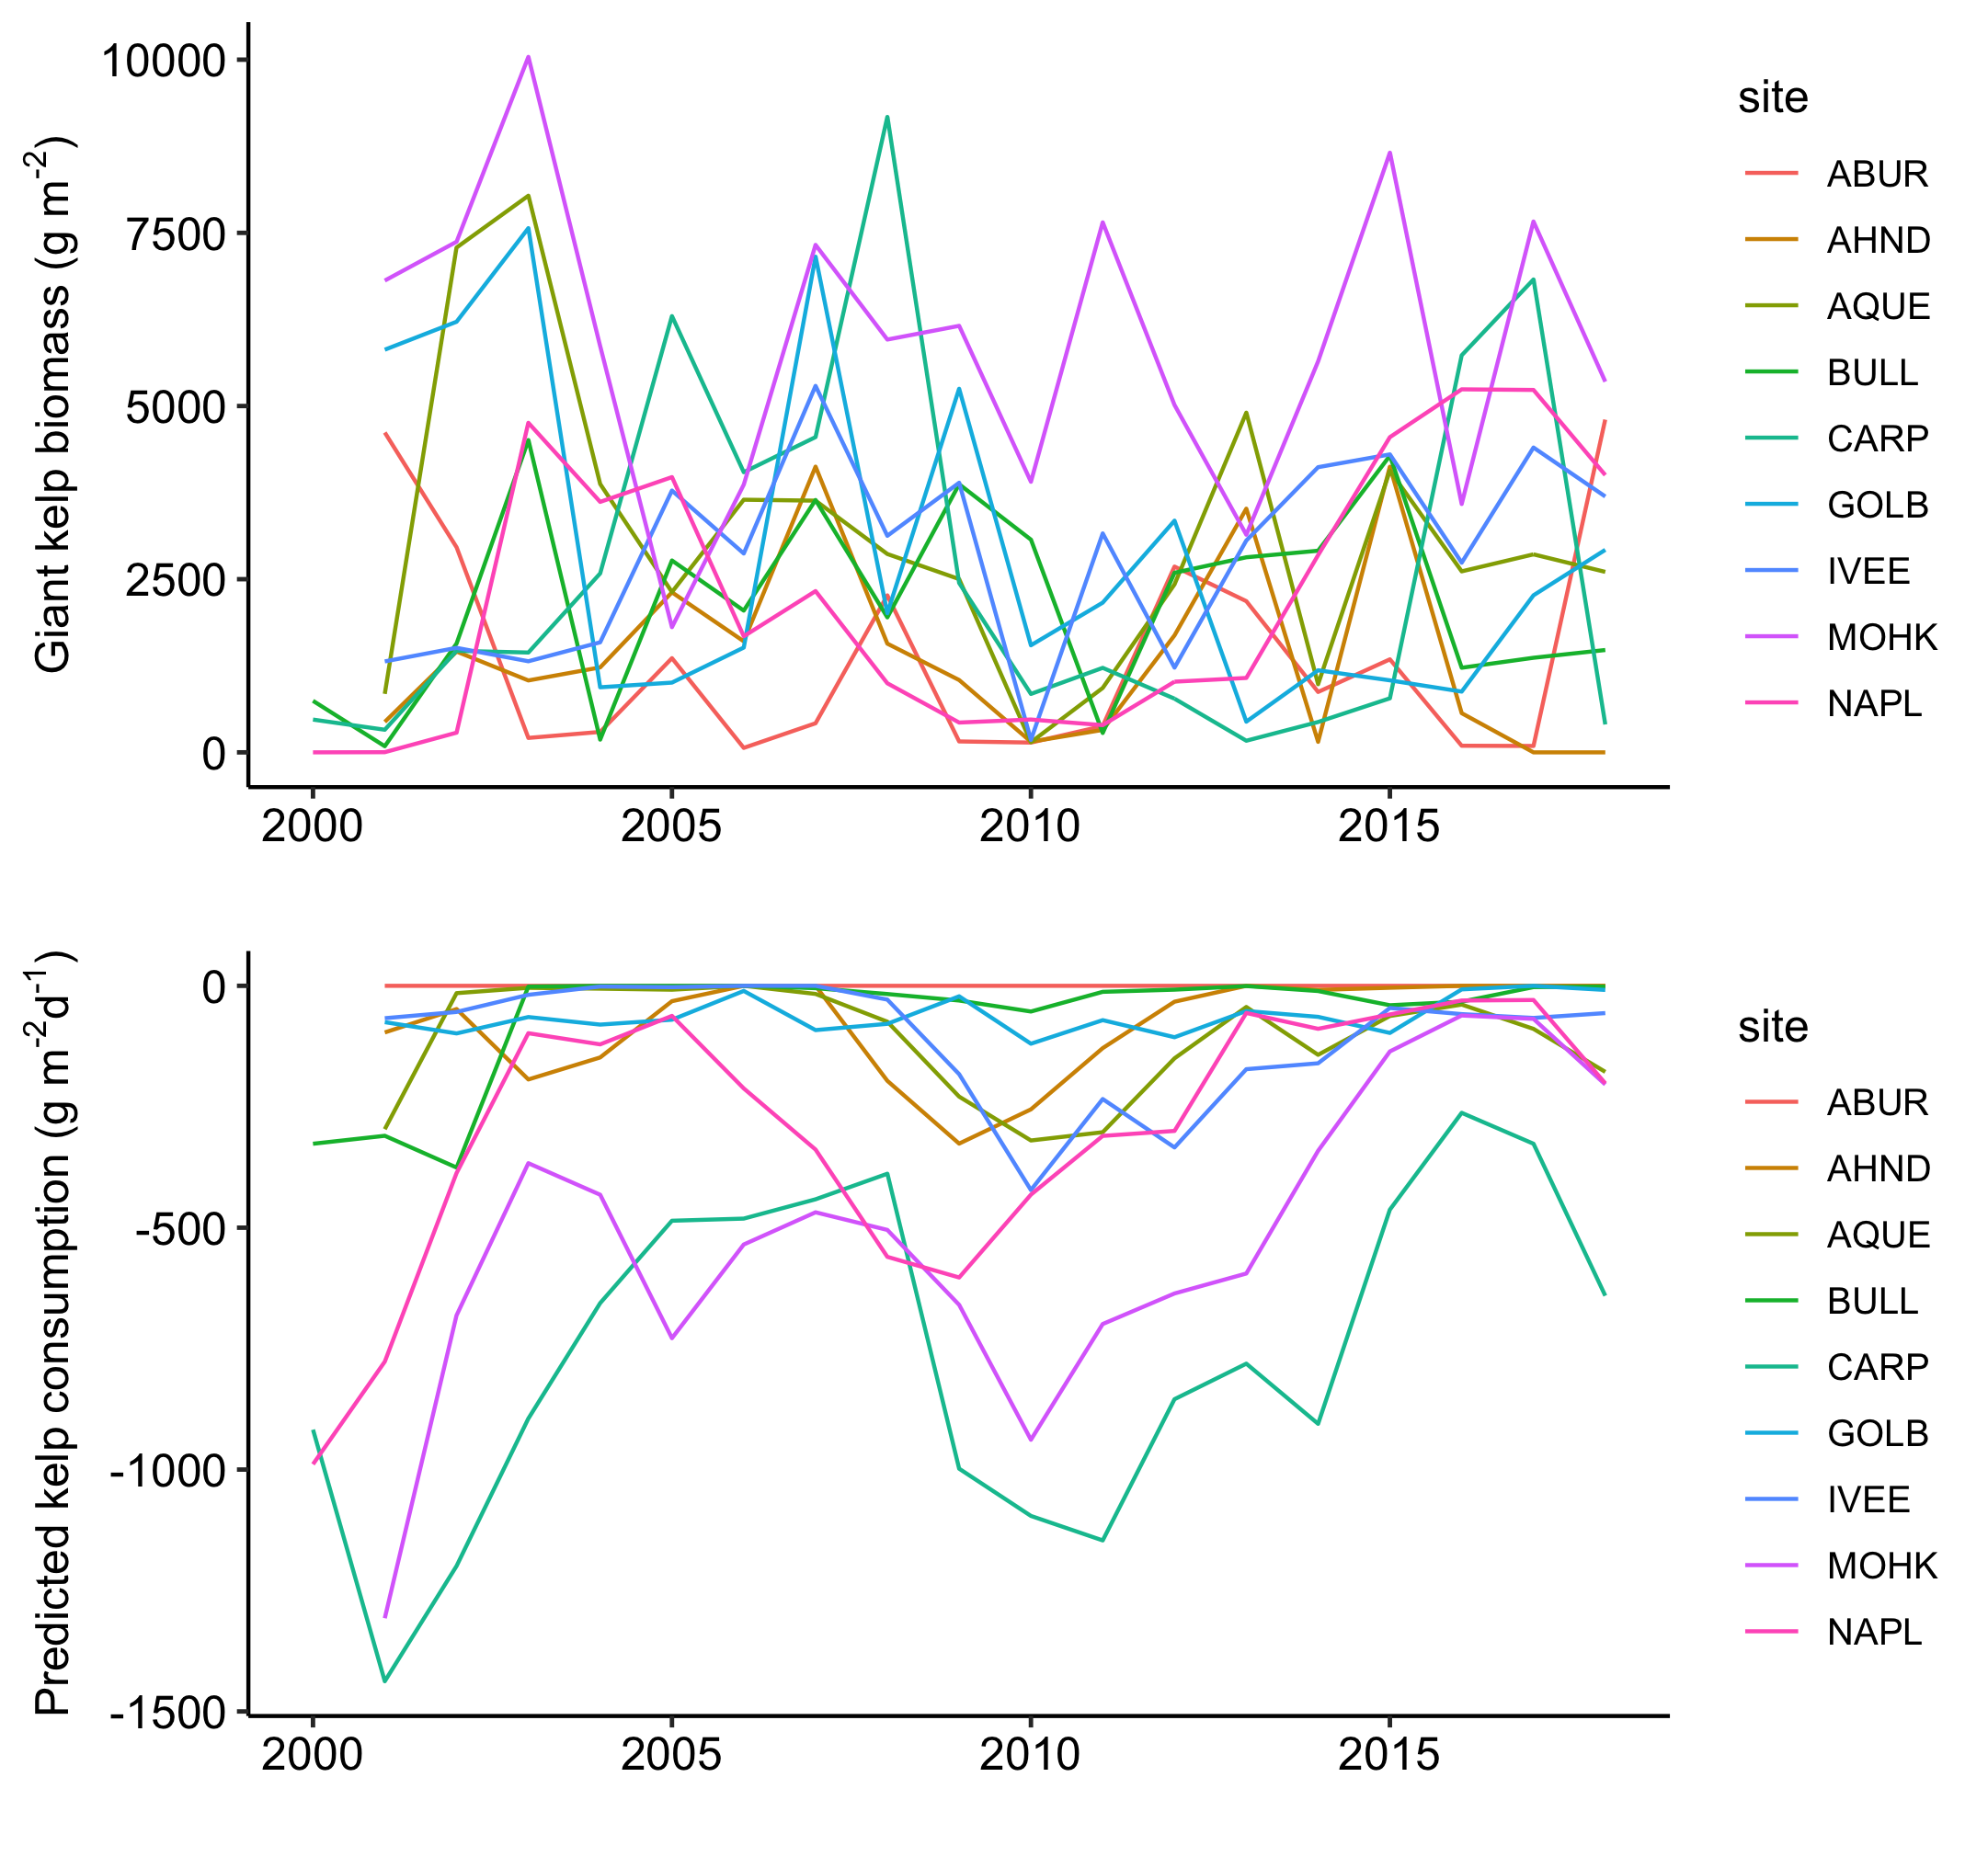 Giant kelp biomass (g m⁻²)
10000
7500
5000
2500
0
2000 2005 2010 2015
site
ABUR
AHND
AQUE
BULL
CARP
GOLB
IVEE
MOHK
NAPL
Predicted kelp consumption (g m⁻²d⁻¹)
0
-500
-1000
-1500
2000 2005 2010 2015
site
ABUR
AHND
AQUE
BULL
CARP
GOLB
IVEE
MOHK
NAPL